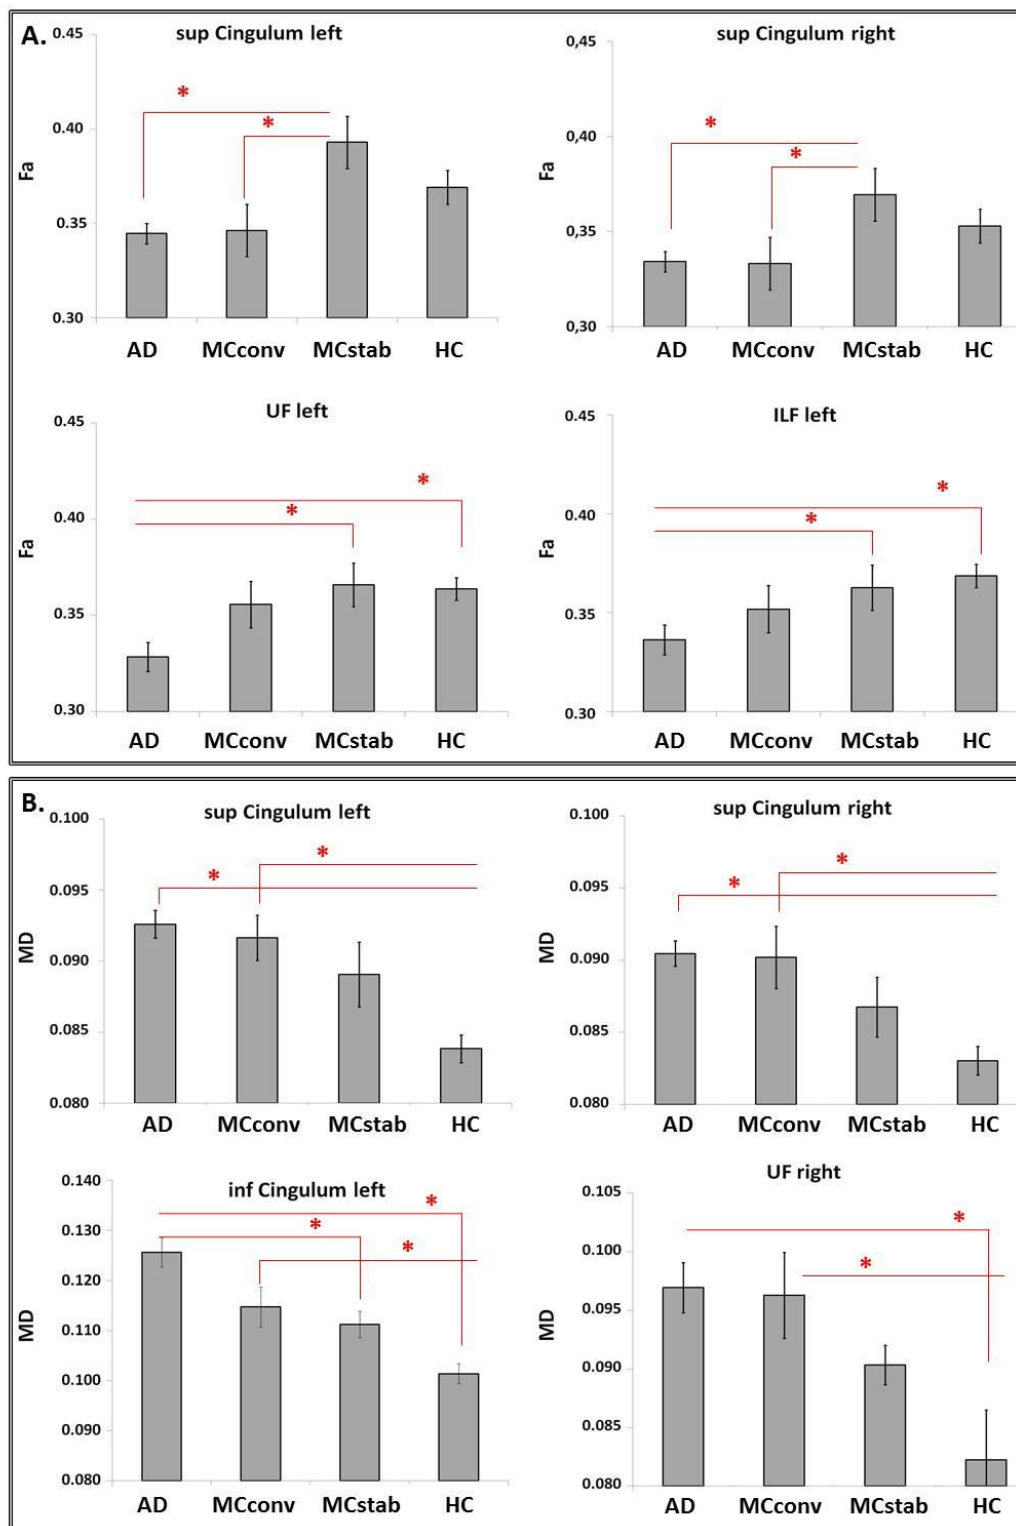 A.
sup Cingulum left
0.45
0.40
0.35
0.30
Fa
*
*
AD MCconv MCstab HC
sup Cingulum right
0,45
0,40
0,35
0,30
Fa
*
*
AD MCconv MCstab HC
UF left
0.45
0.40
0.35
0.30
Fa
*
*
AD MCconv MCstab HC
ILF left
0.45
0.40
0.35
0.30
Fa
*
*
AD MCconv MCstab HC
B.
sup Cingulum left
0.100
0.095
0.090
0.085
0.080
MD
*
*
AD MCconv MCstab HC
sup Cingulum right
0.100
0.095
0.090
0.085
0.080
MD
*
*
AD MCconv MCstab HC
inf Cingulum left
0.140
0.130
0.120
0.110
0.100
0.090
0.080
MD
*
*
*
AD MCconv MCstab HC
UF right
0.105
0.100
0.095
0.090
0.085
0.080
MD
*
*
AD MCconv MCstab HC